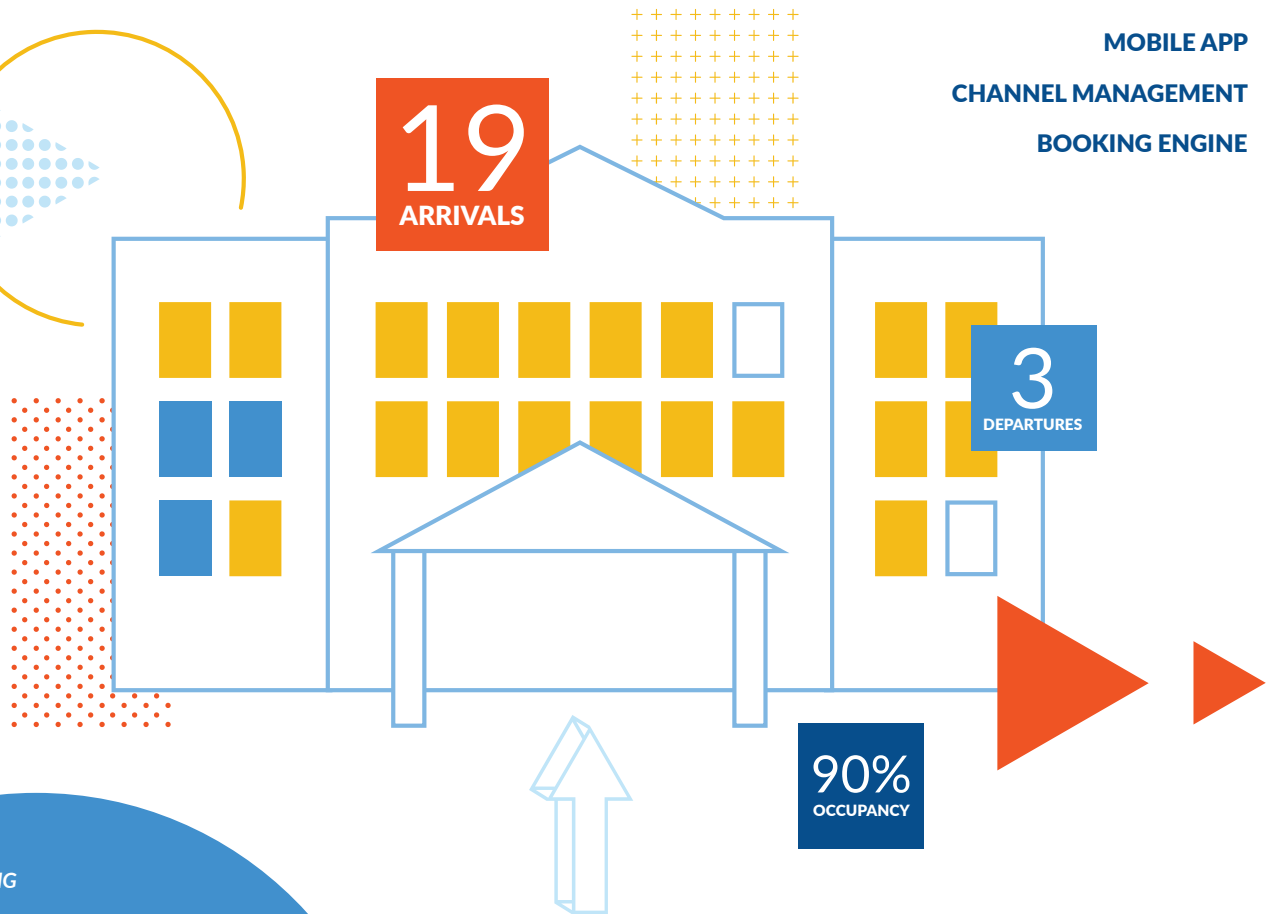 MOBILE APP
CHANNEL MANAGEMENT
BOOKING ENGINE
19
ARRIVALS
3
DEPARTURES
90%
OCCUPANCY